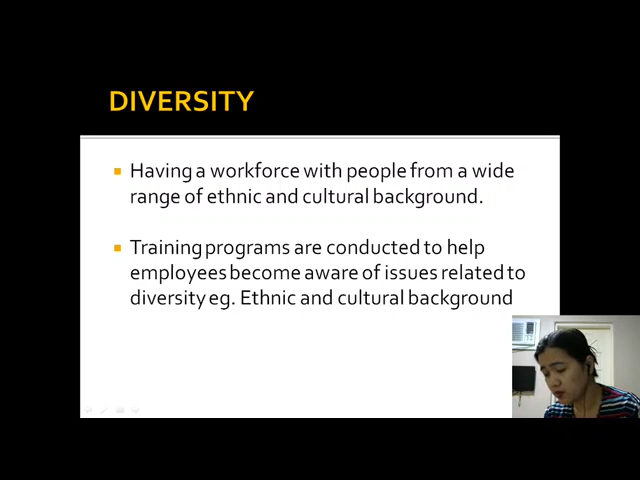 DIVERSITY
Having a workforce with people from a wide
range of ethnic and cultural background.
Training programs are conducted to help
employees become aware of issues related to
diversity eg. Ethnic and cultural background